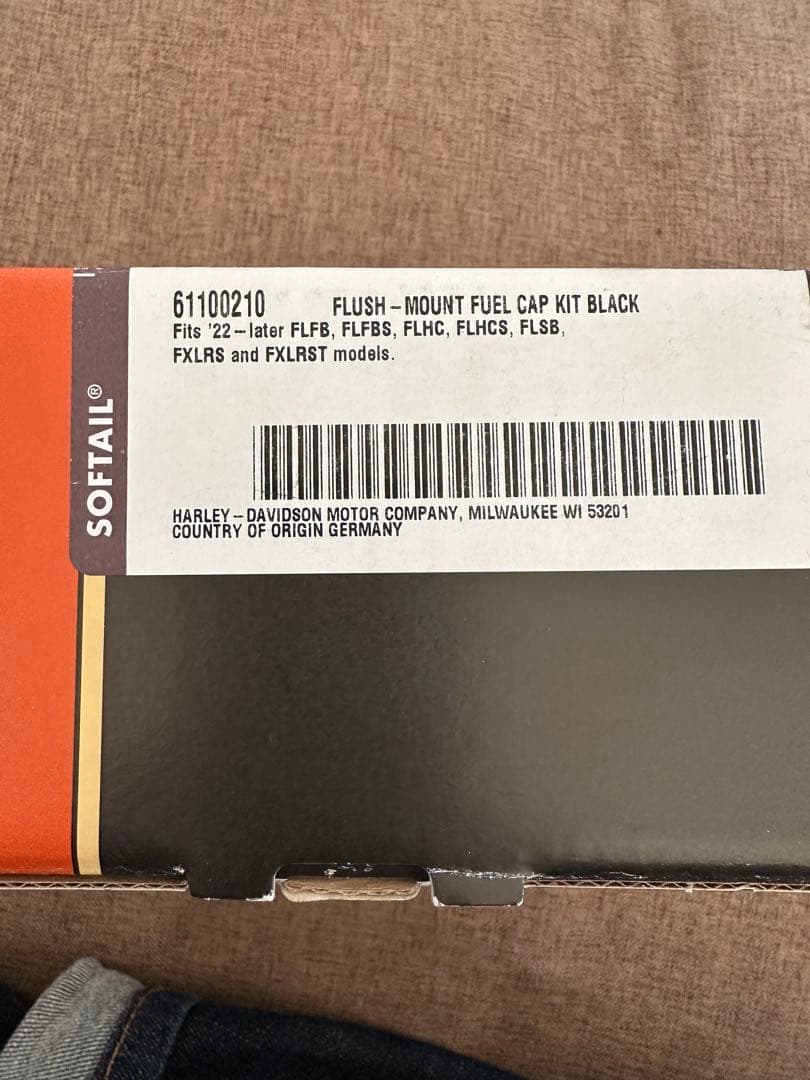 61100210 FLUSH-MOUNT FUEL CAP KIT BLACK
Fits '22-later FLFB, FLFBS, FLHC, FLHCS, FLSB,
FXLRS and FXLRST models.
SOFTAIL®
HARLEY-DAVIDSON MOTOR COMPANY, MILWAUKEE WI 53201
COUNTRY OF ORIGIN GERMANY